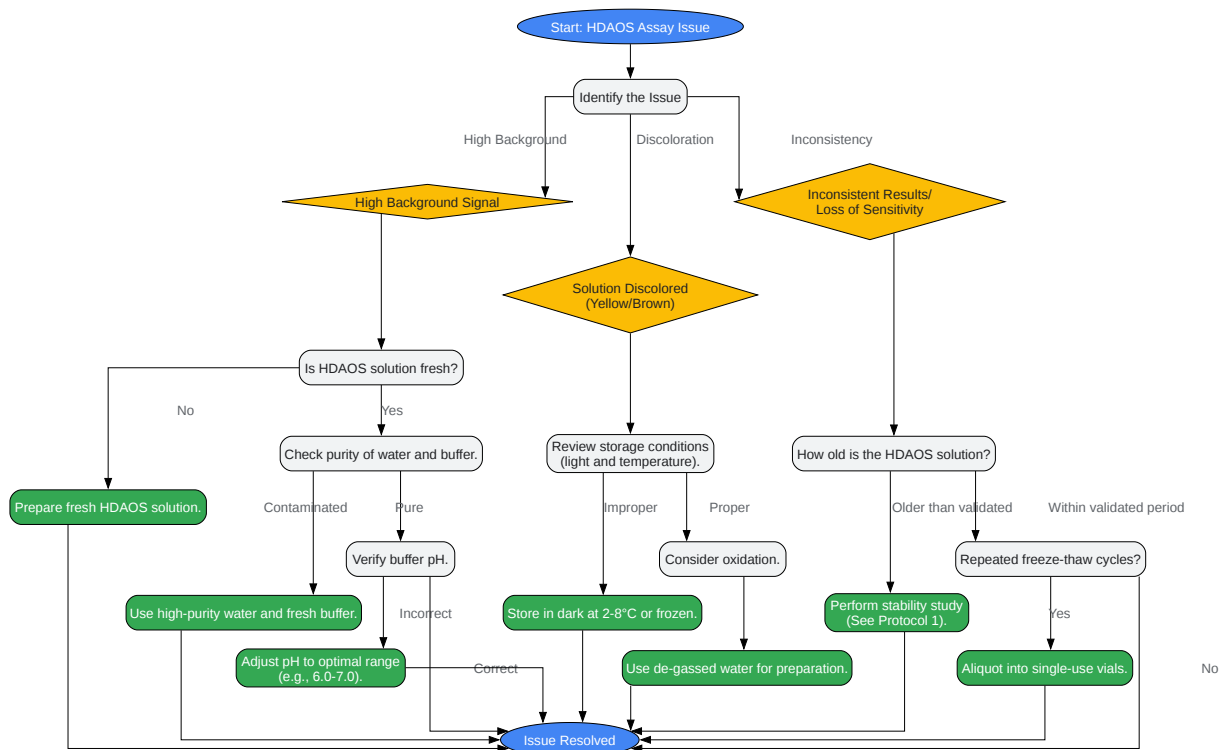 Start: HDAOS Assay Issue
Identify the Issue
High Background
Discoloration
Inconsistency
High Background Signal
Inconsistent Results/
Loss of Sensitivity
Solution Discolored
(Yellow/Brown)
Is HDAOS solution fresh?
No
Yes
Check purity of water and buffer.
Review storage conditions
(light and temperature).
How old is the HDAOS solution?
Prepare fresh HDAOS solution.
Contaminated
Pure
Improper
Proper
Older than validated
Within validated period
Verify buffer pH.
Consider oxidation.
Repeated freeze-thaw cycles?
Use high-purity water and fresh buffer.
Incorrect
Store in dark at 2-8°C or frozen.
Perform stability study
(See Protocol 1).
Yes
Adjust pH to optimal range
(e.g., 6.0-7.0).
Correct
Use de-gassed water for preparation.
Aliquot into single-use vials.
No
Issue Resolved